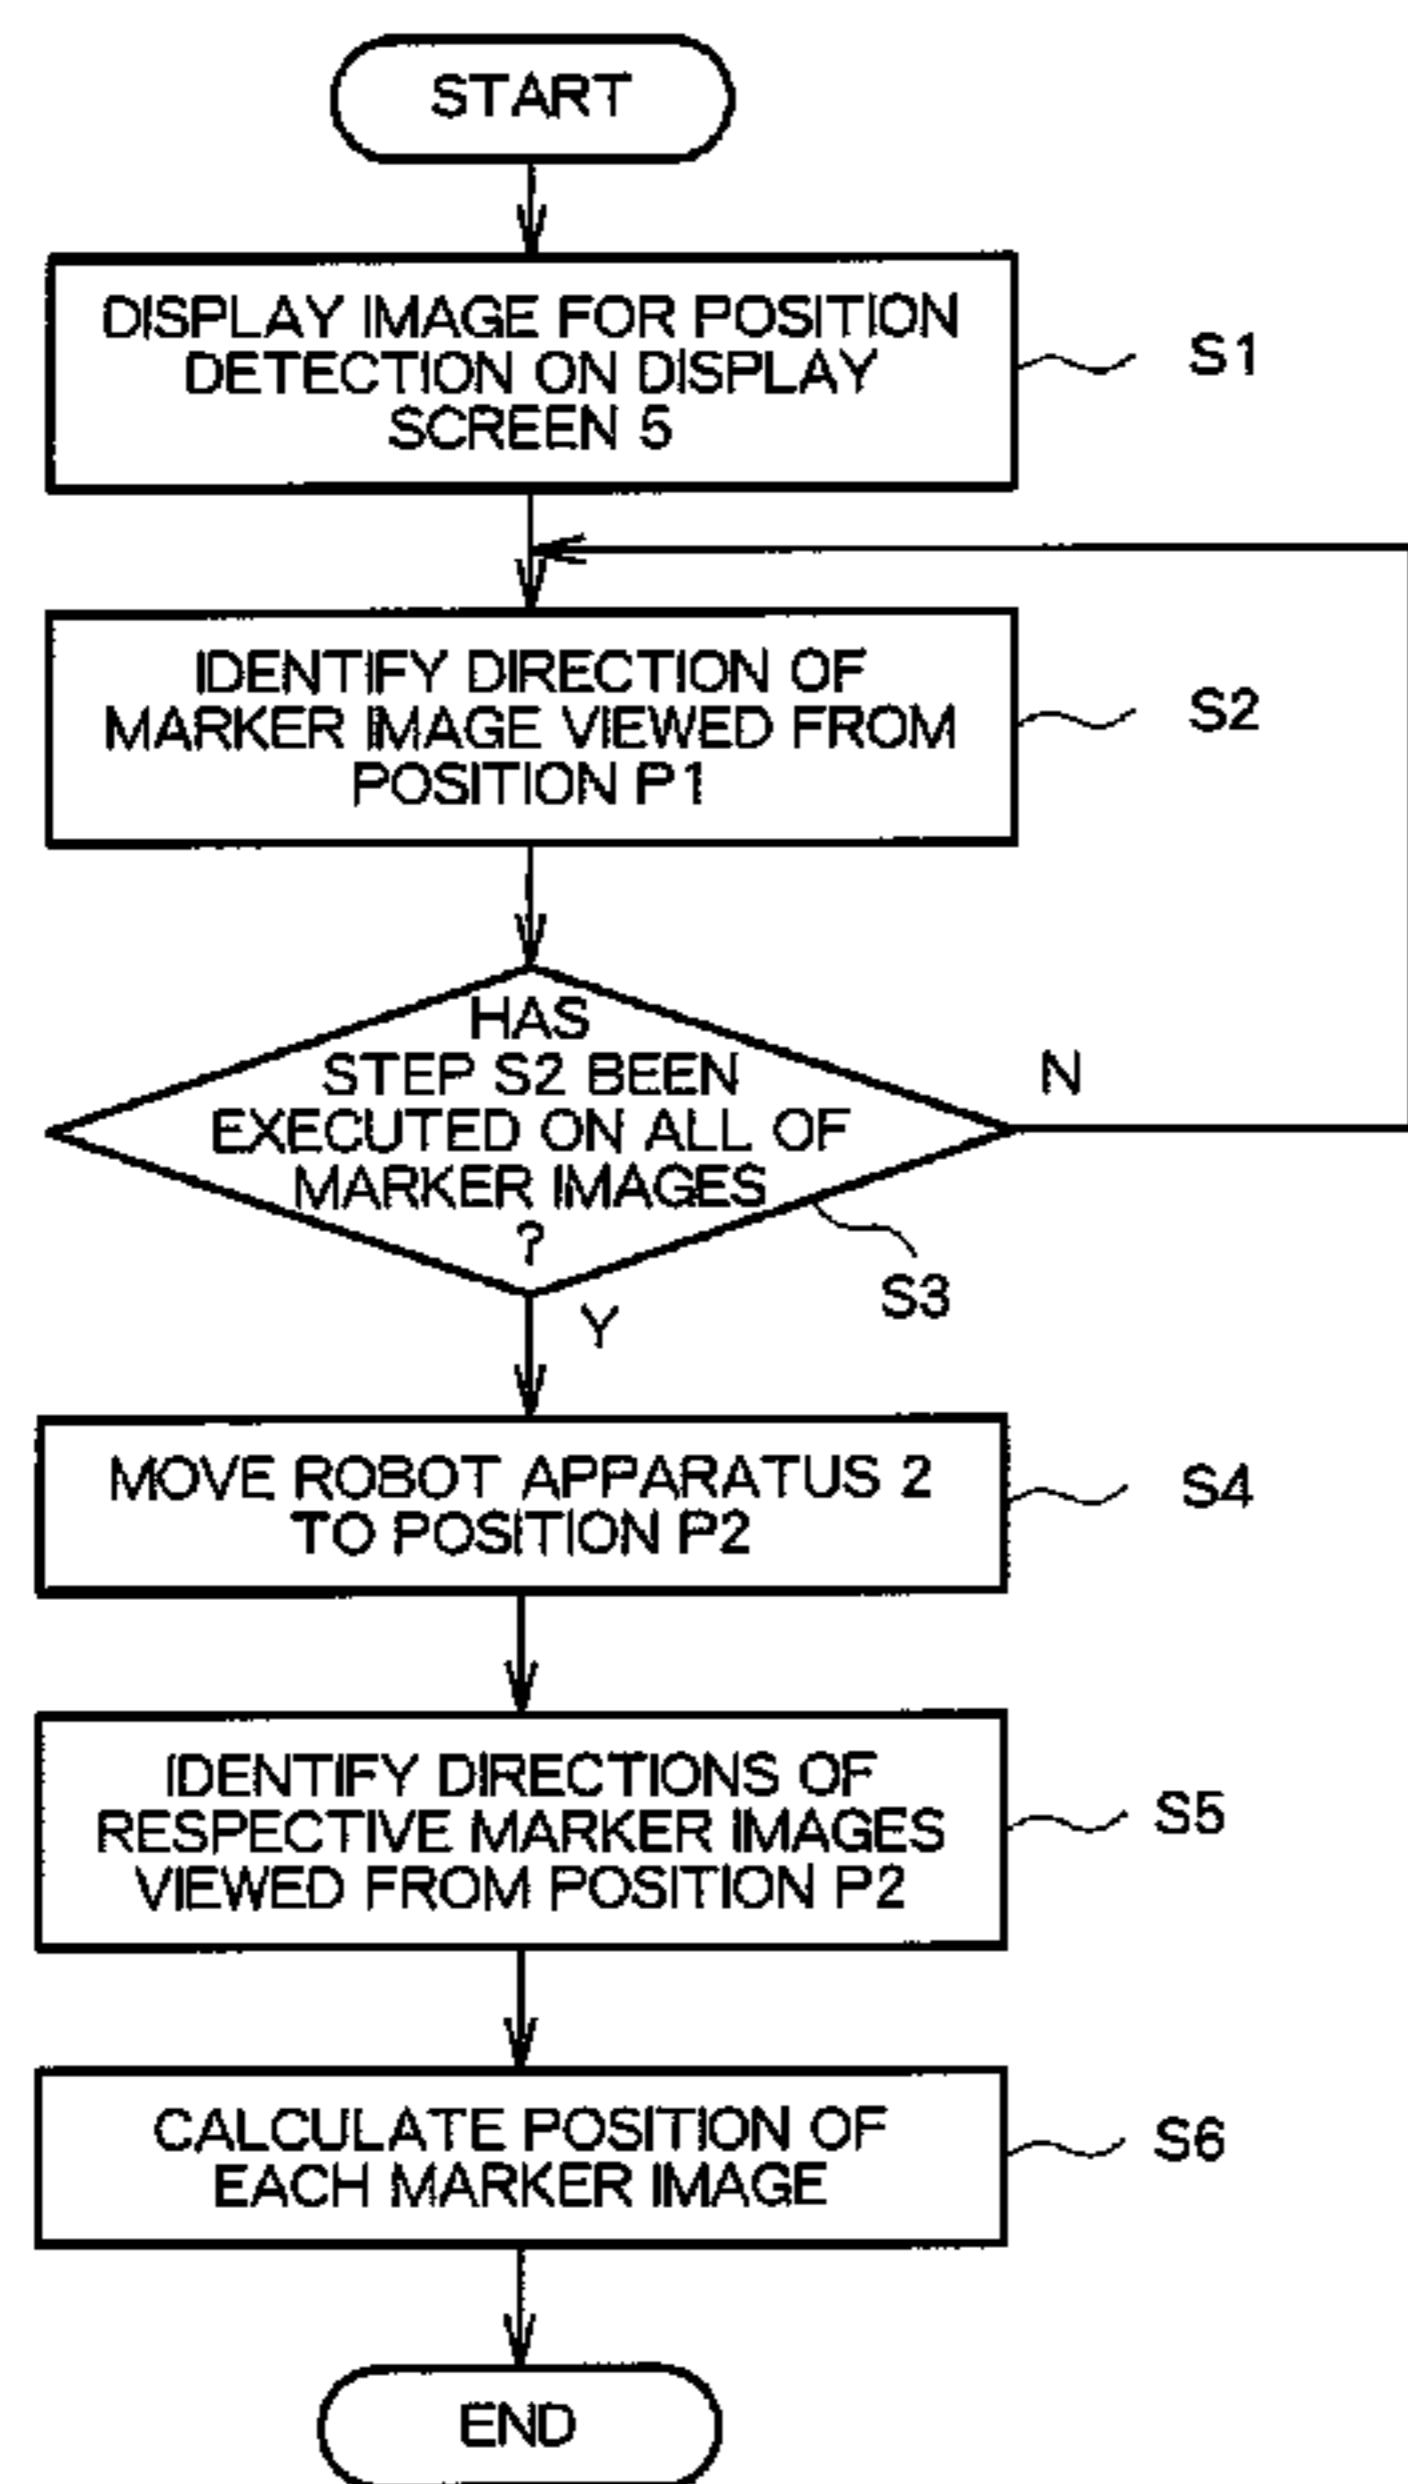 START
DISPLAY IMAGE FOR POSITION
DETECTION ON DISPLAY
SCREEN 5
S1
IDENTIFY DIRECTION OF
MARKER IMAGE VIEWED FROM
POSITION P1
S2
HAS
STEP S2 BEEN
EXECUTED ON ALL OF
MARKER IMAGES
?
N
S3
Y
MOVE ROBOT APPARATUS 2
TO POSITION P2
S4
IDENTIFY DIRECTIONS OF
RESPECTIVE MARKER IMAGES
VIEWED FROM POSITION P2
S5
CALCULATE POSITION OF
EACH MARKER IMAGE
S6
END